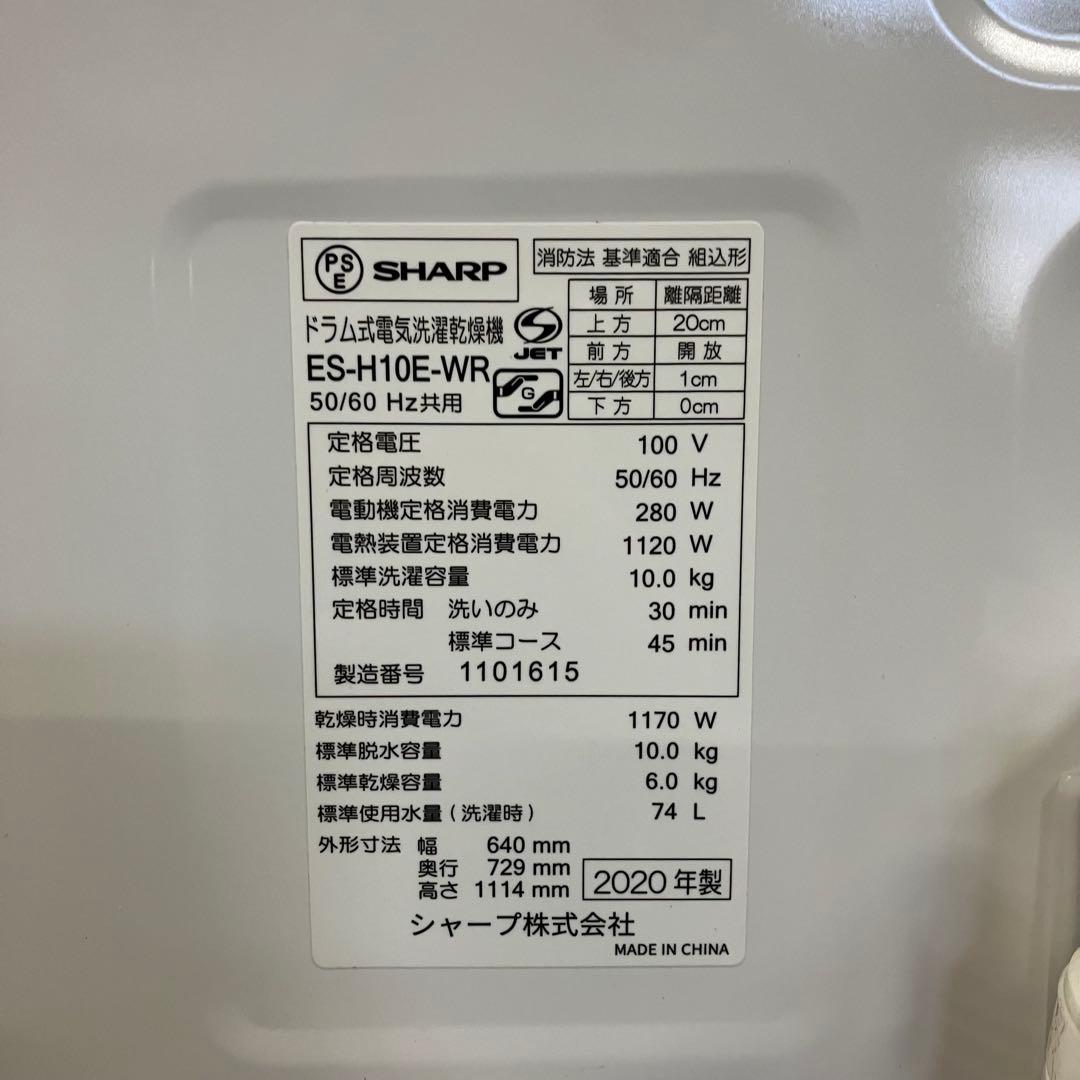 PSE SHARP
消防法 基準適合 組込形
場所 離隔距離
上方 20cm
前方 開放
左/右/後方 1cm
下方 0cm
ドラム式電気洗濯乾燥機
JET
ES-H10E-WR
G
50/60 Hz共用
定格電圧 100 V
定格周波数 50/60 Hz
電動機定格消費電力 280 W
電熱装置定格消費電力 1120 W
標準洗濯容量 10.0 kg
定格時間 洗いのみ 30 min
標準コース 45 min
製造番号 1101615
乾燥時消費電力 1170 W
標準脱水容量 10.0 kg
標準乾燥容量 6.0 kg
標準使用水量(洗濯時) 74 L
外形寸法 幅 640 mm
奥行 729 mm
高さ 1114 mm
2020年製
シャープ株式会社
MADE IN CHINA